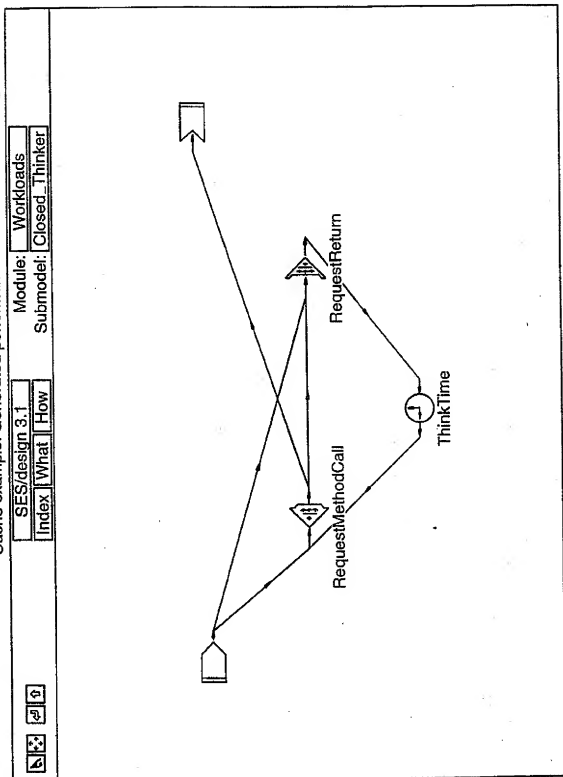 SES/design 3.1
Index What How
Module: Workloads
Submodel: Closed_Thinker
RequestMethodCall
RequestReturn
ThinkTime